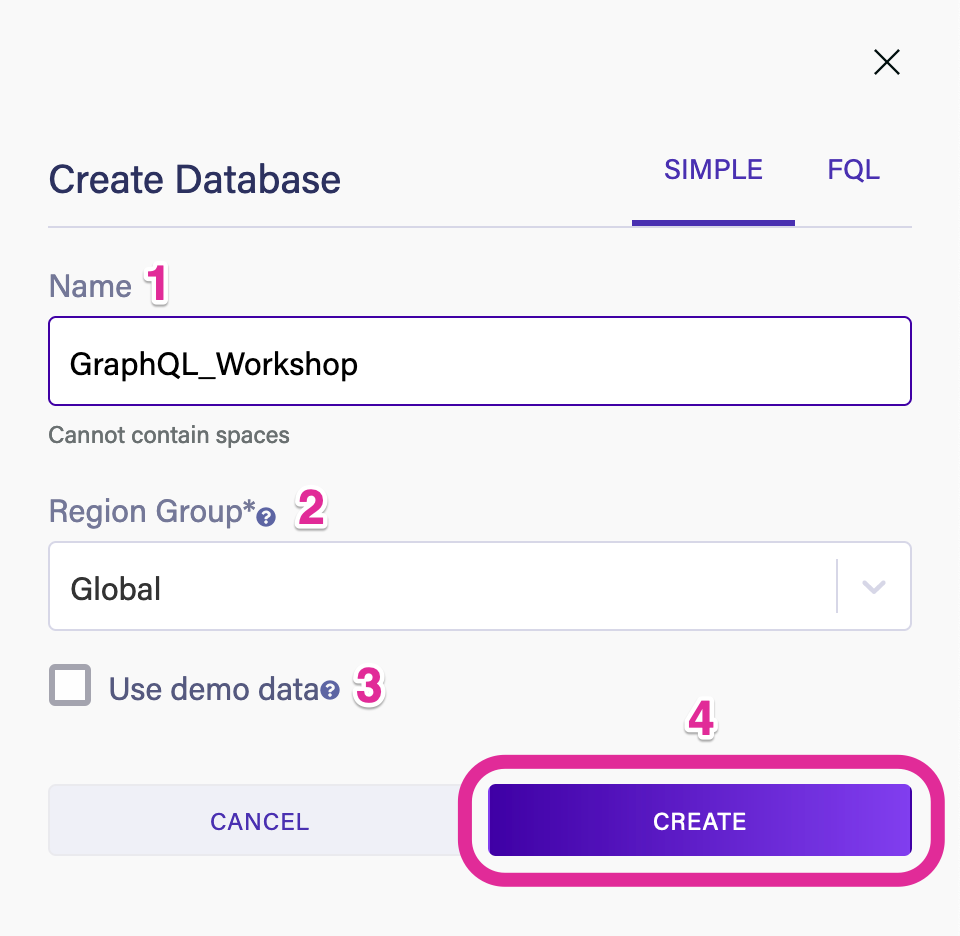 Create Database
SIMPLE
FQL
Name 1
GraphQL_Workshop
Cannot contain spaces
Region Group*? 2
Global
Use demo data? 3
4
CANCEL
CREATE